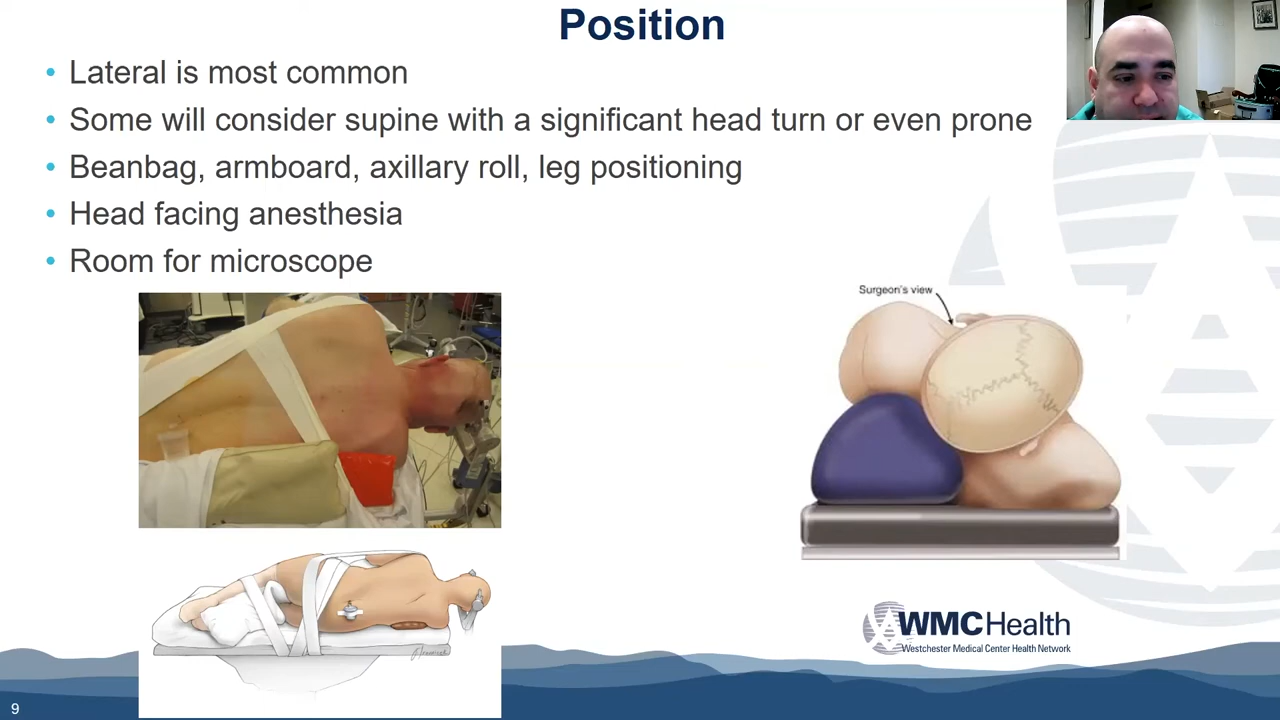 Position
• Lateral is most common
• Some will consider supine with a significant head turn or even prone
• Beanbag, armboard, axillary roll, leg positioning
• Head facing anesthesia
• Room for microscope
Surgeon's view
WMCHealth
Westchester Medical Center Health Network
9